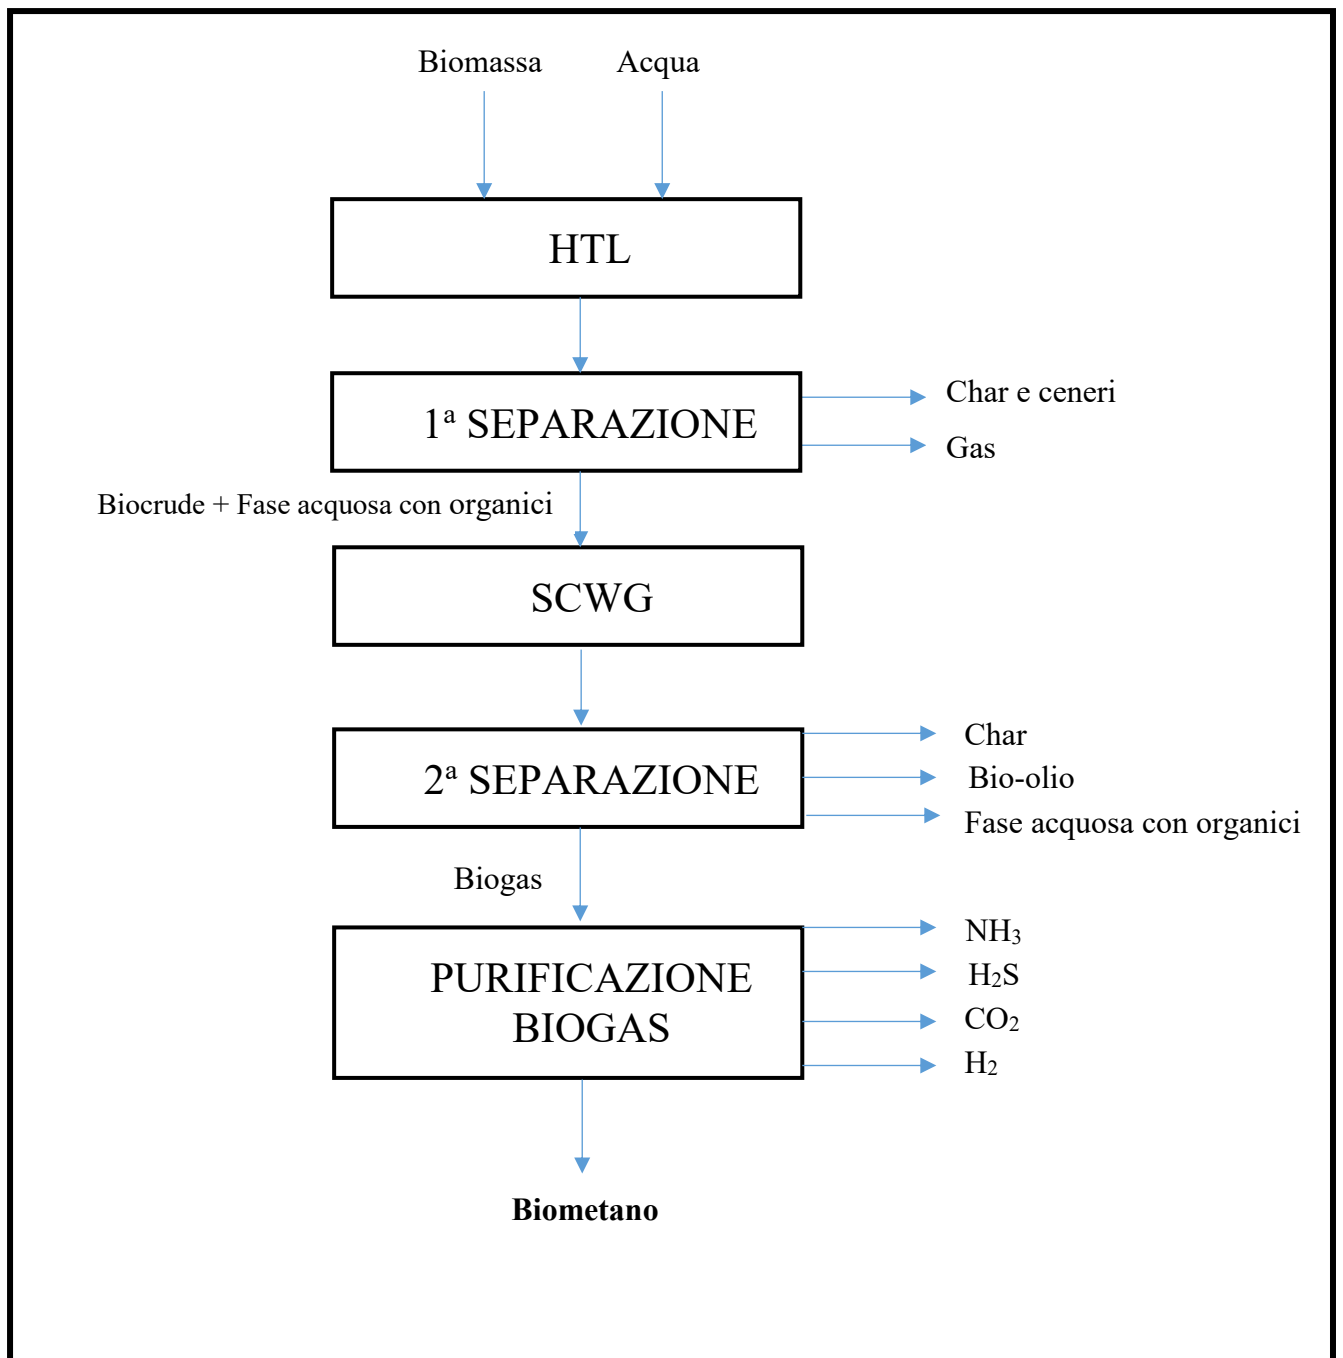 Biomassa
Acqua
HTL
1ª SEPARAZIONE
Char e ceneri
Gas
Biocrude + Fase acquosa con organici
SCWG
2ª SEPARAZIONE
Char
Bio-olio
Fase acquosa con organici
Biogas
PURIFICAZIONE
BIOGAS
NH₃
H₂S
CO₂
H₂
Biometano